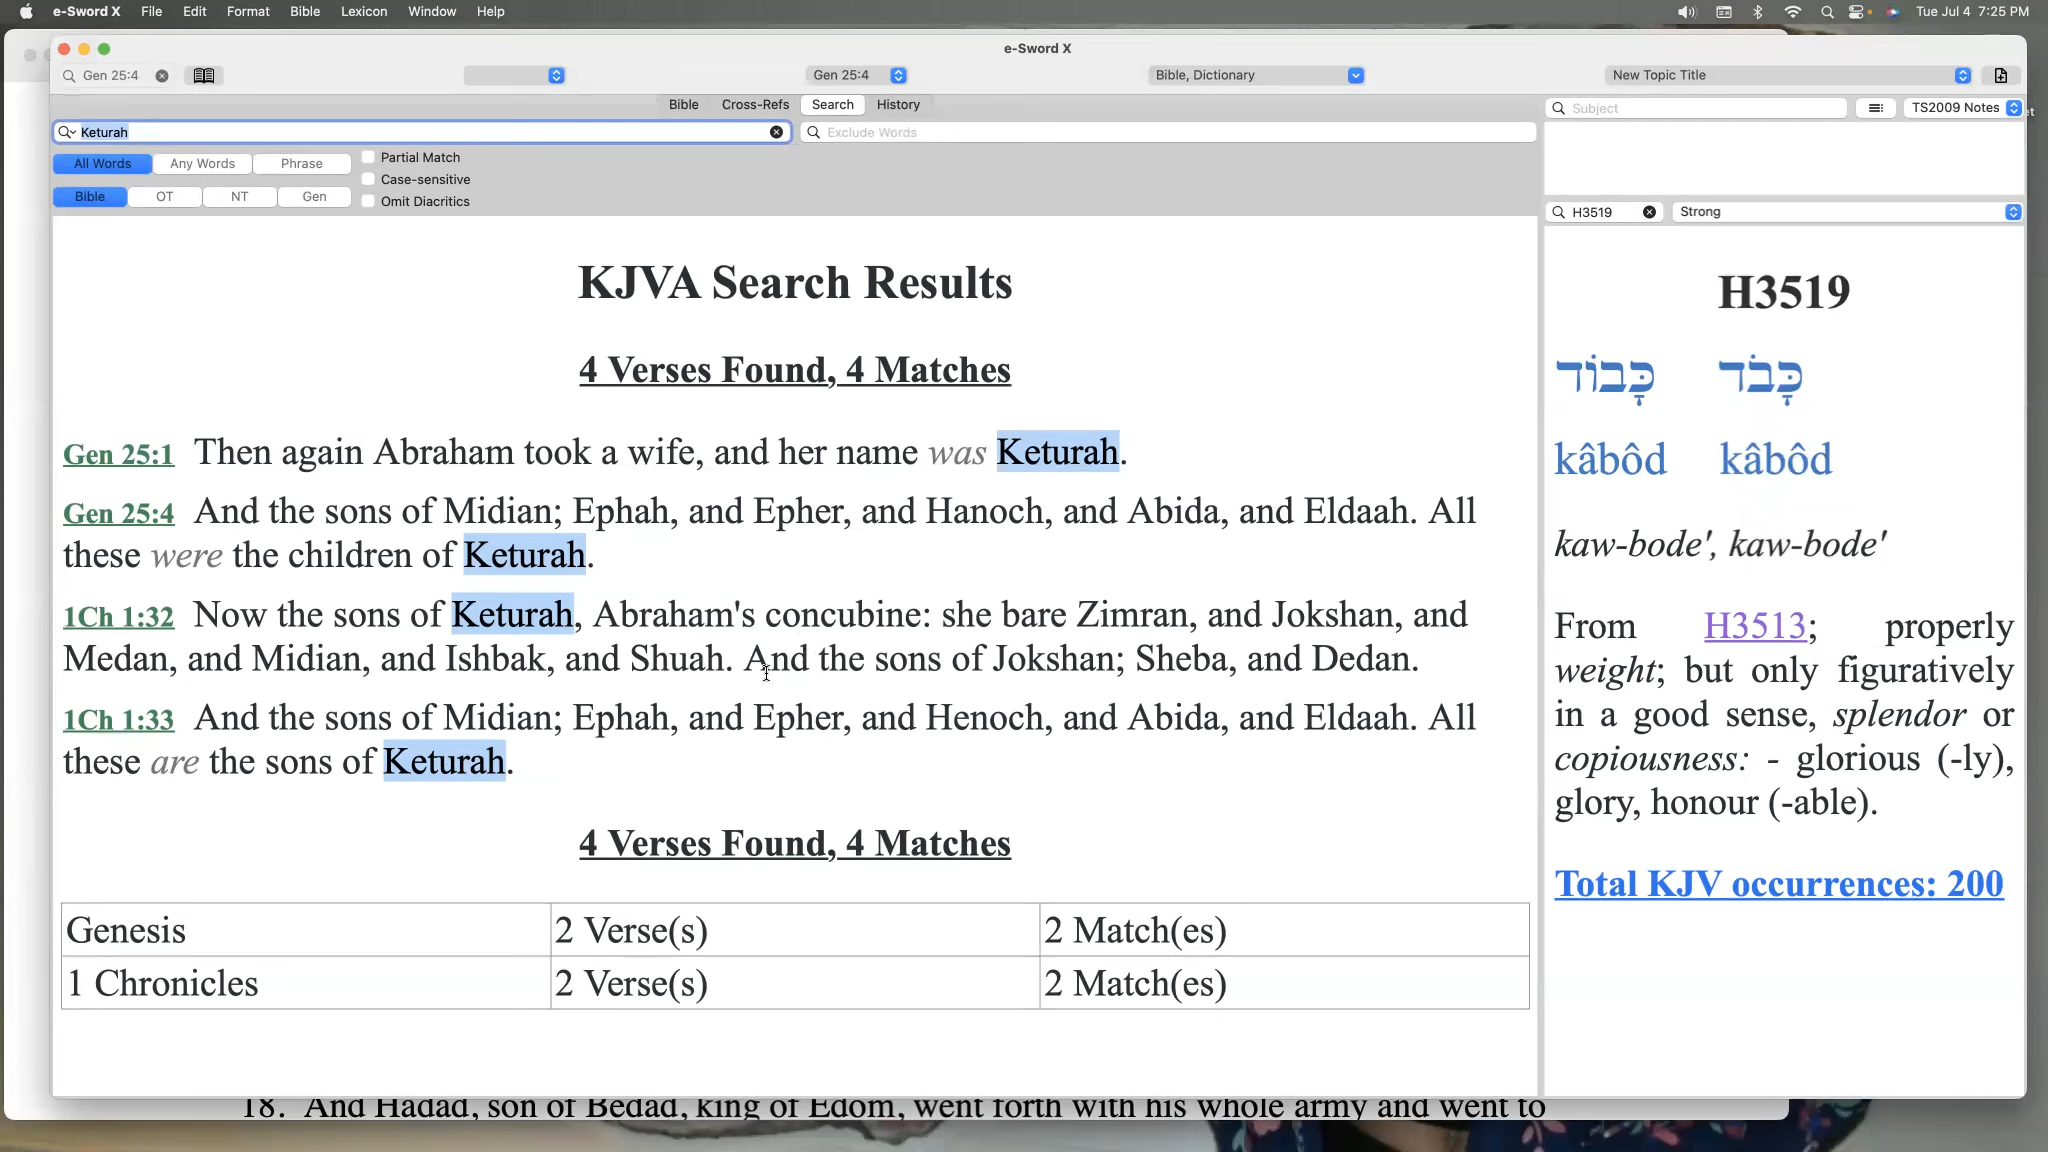 e-Sword X File Edit Format Bible Lexicon Window Help Tue Jul 4 7:25 PM
e-Sword X
Gen 25:4 Gen 25:4 Bible, Dictionary New Topic Title
Bible Cross-Refs Search History
Subject TS2009 Notes
Keturah Exclude Words
All Words Any Words Phrase Partial Match
Case-sensitive
Bible OT NT Gen Omit Diacritics
H3519 Strong
KJVA Search Results
4 Verses Found, 4 Matches
Gen 25:1 Then again Abraham took a wife, and her name was Keturah.
Gen 25:4 And the sons of Midian; Ephah, and Epher, and Hanoch, and Abida, and Eldaah. All
these were the children of Keturah.
1Ch 1:32 Now the sons of Keturah, Abraham's concubine: she bare Zimran, and Jokshan, and
Medan, and Midian, and Ishbak, and Shuah. And the sons of Jokshan; Sheba, and Dedan.
1Ch 1:33 And the sons of Midian; Ephah, and Epher, and Henoch, and Abida, and Eldaah. All
these are the sons of Keturah.
4 Verses Found, 4 Matches
Genesis 2 Verse(s) 2 Match(es)
1 Chronicles 2 Verse(s) 2 Match(es)
H3519
כָּבוֹד כָּבֹד
kâbôd kâbôd
kaw-bode', kaw-bode'
From H3513; properly
weight; but only figuratively
in a good sense, splendor or
copiousness: - glorious (-ly),
glory, honour (-able).
Total KJV occurrences: 200
18. And Hadad, son of Bedad, king of Edom, went forth with his whole army and went to